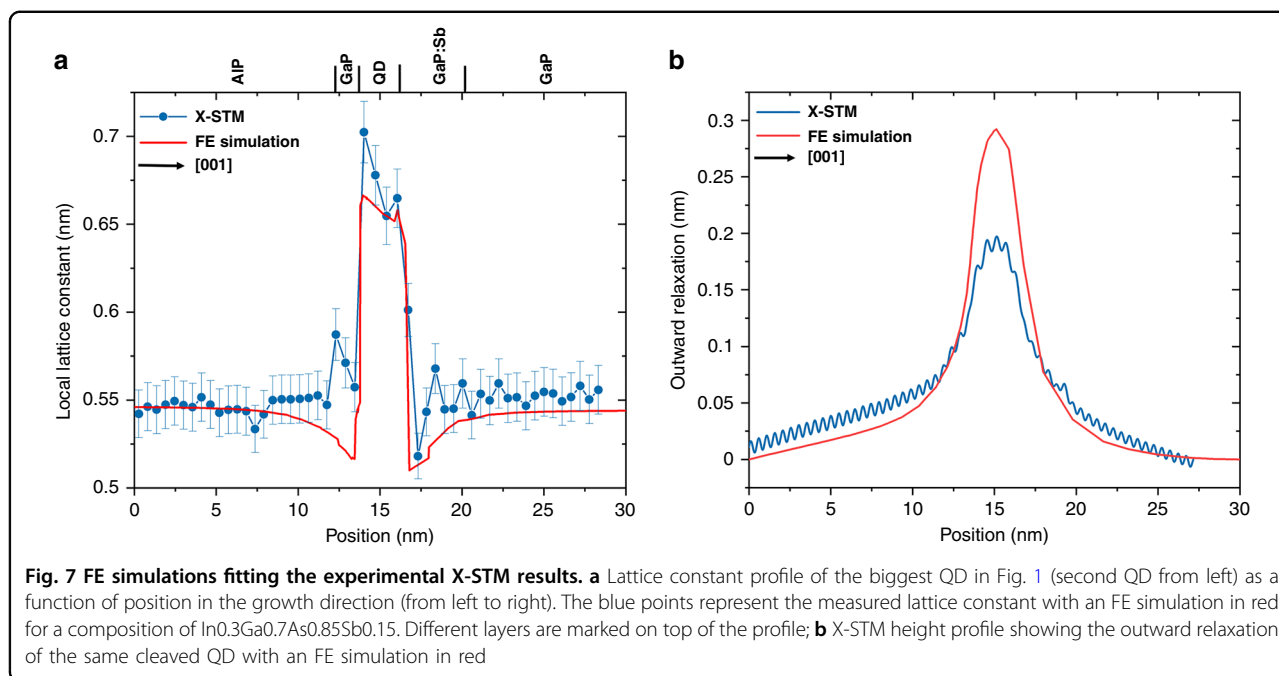 a
AlP
GaP
QD
GaP:Sb
GaP
X-STM
FE simulation
[001]
Local lattice constant (nm)
0.7
0.65
0.6
0.55
0.5
0 5 10 15 20 25 30
Position (nm)
b
X-STM
FE simulation
[001]
Outward relaxation (nm)
0.3
0.25
0.2
0.15
0.1
0.05
0
0 5 10 15 20 25 30
Position (nm)
Fig. 7 FE simulations fitting the experimental X-STM results. a Lattice constant profile of the biggest QD in Fig. 1 (second QD from left) as a
function of position in the growth direction (from left to right). The blue points represent the measured lattice constant with an FE simulation in red
for a composition of In0.3Ga0.7As0.85Sb0.15. Different layers are marked on top of the profile; b X-STM height profile showing the outward relaxation
of the same cleaved QD with an FE simulation in red